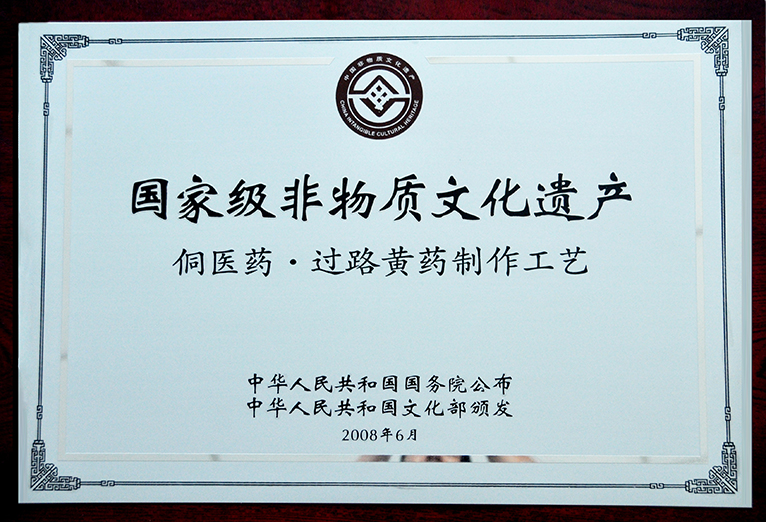 中国非物质文化遗产
CHINA INTANGIBLE CULTURAL HERITAGE
国家级非物质文化遗产
侗医药·过路黄药制作工艺
中华人民共和国国务院公布
中华人民共和国文化部颁发
2008年6月